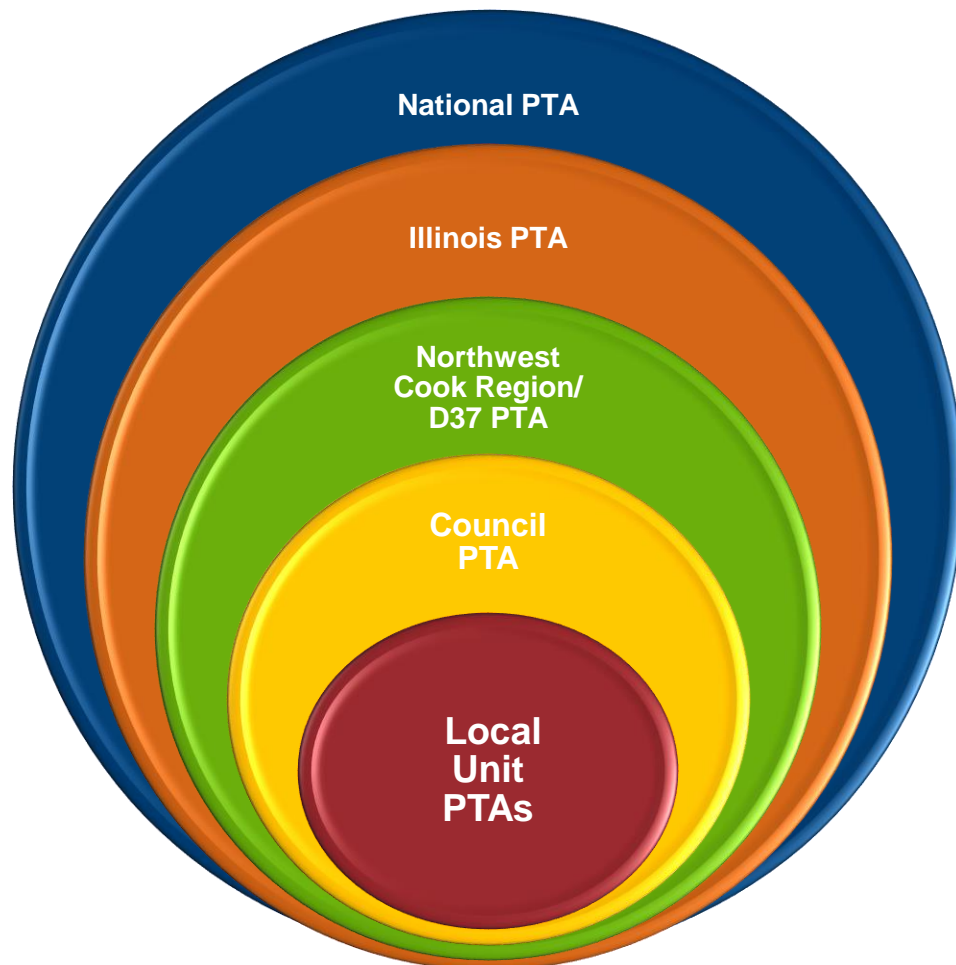 National PTA
Illinois PTA
Northwest
Cook Region/
D37 PTA
Council
PTA
Local
Unit
PTAs